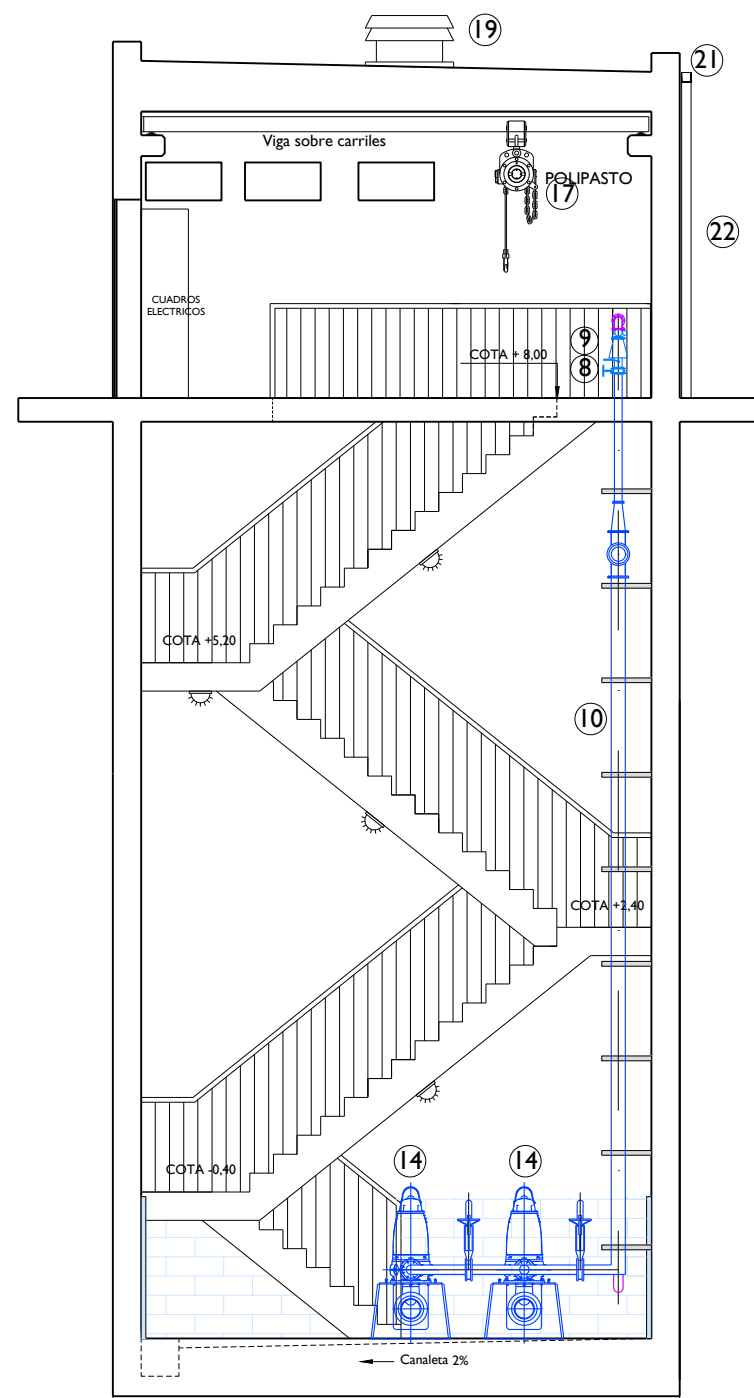 19
21
Viga sobre carriles
POLIPASTO
17
22
CUADROS
ELECTRICOS
9
COTA + 8,00
8
COTA +5,20
10
COTA +2,40
14
14
COTA -0,40
Canaleta 2%